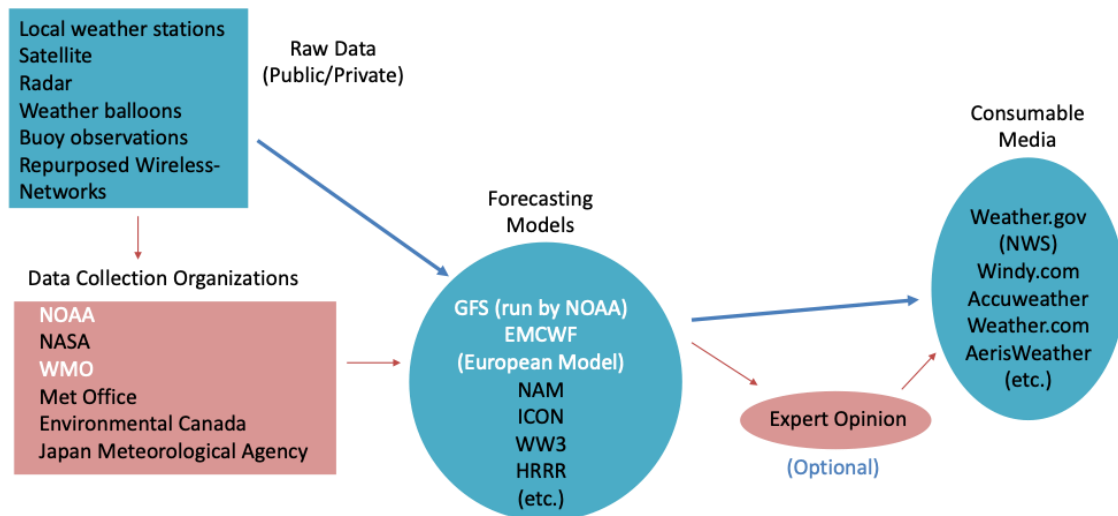 Local weather stations
Satellite
Radar
Weather balloons
Buoy observations
Repurposed Wireless-
Networks
Raw Data
(Public/Private)
Data Collection Organizations
NOAA
NASA
WMO
Met Office
Environmental Canada
Japan Meteorological Agency
Forecasting
Models
GFS (run by NOAA)
EMCWF
(European Model)
NAM
ICON
WW3
HRRR
(etc.)
Expert Opinion
(Optional)
Consumable
Media
Weather.gov
(NWS)
Windy.com
Accuweather
Weather.com
AerisWeather
(etc.)